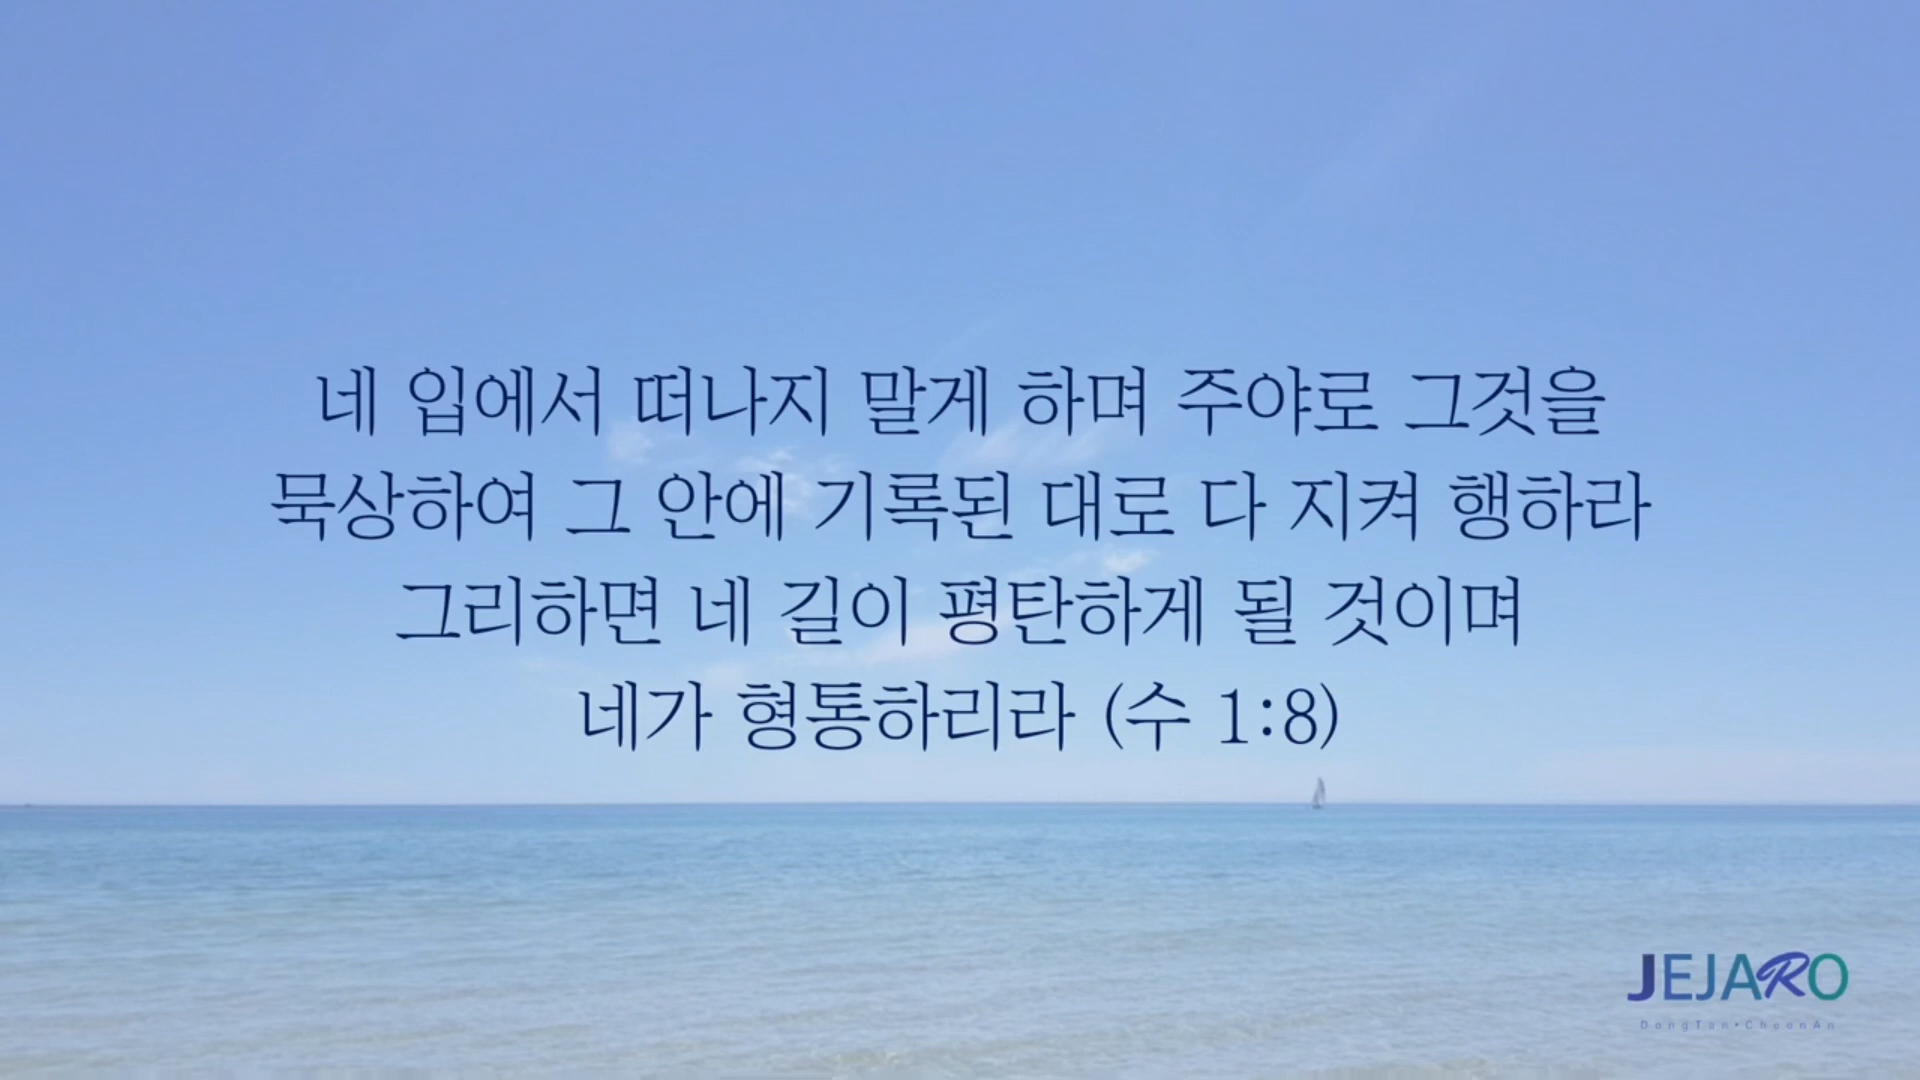 네 입에서 떠나지 말게 하며 주야로 그것을
묵상하여 그 안에 기록된 대로 다 지켜 행하라
그리하면 네 길이 평탄하게 될 것이며
네가 형통하리라 (수 1:8)
JEJARO
DongTan•CheonAn